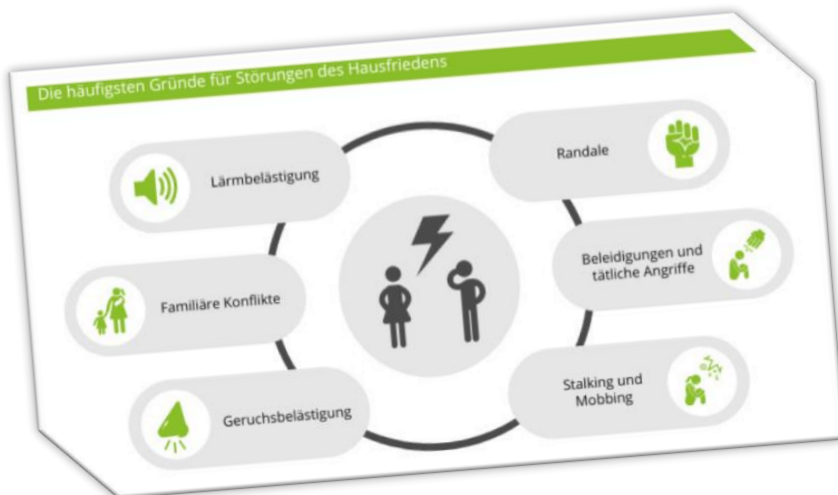 Die häufigsten Gründe für Störungen des Hausfriedens
Lärmbelästigung
Familiäre Konflikte
Geruchsbelästigung
Randale
Beleidigungen und
tätliche Angriffe
Stalking und
Mobbing